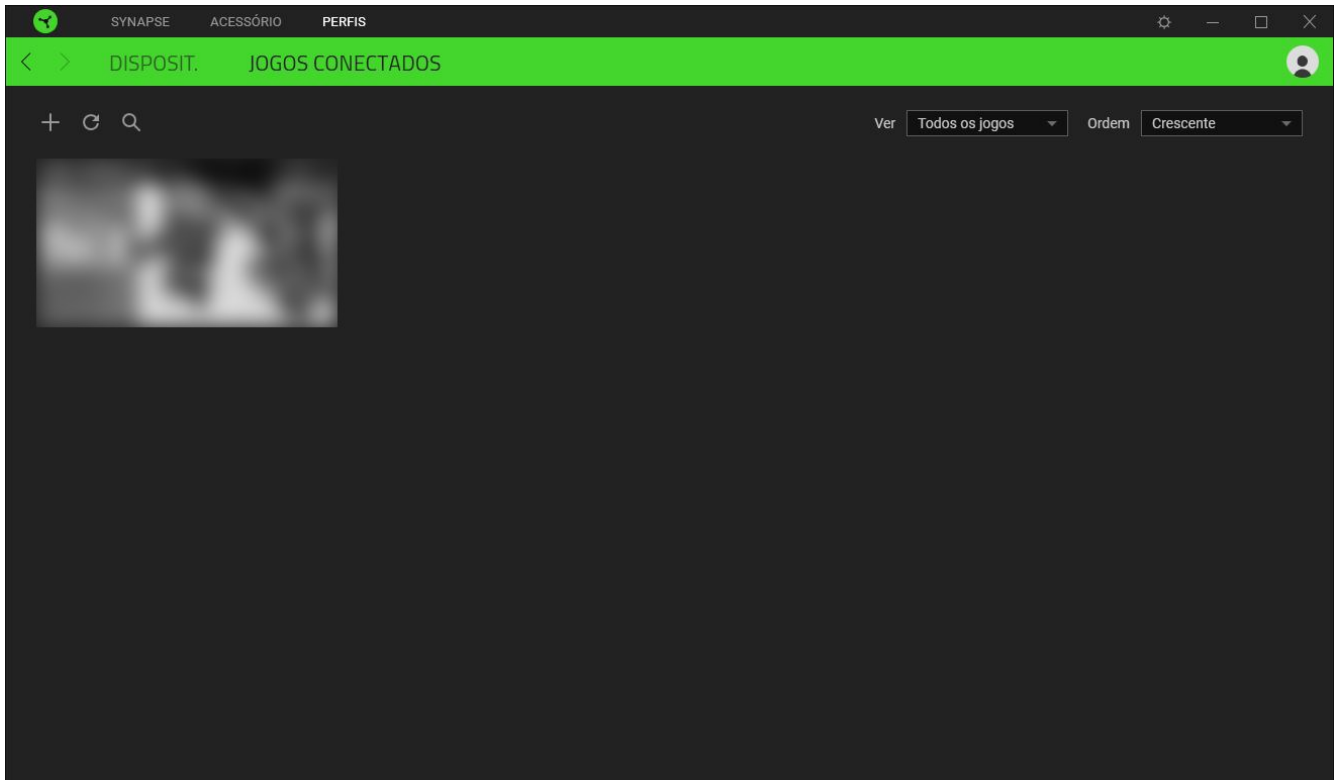 SYNAPSE ACESSÓRIO PERFIS
DISPOSIT. JOGOS CONECTADOS
Ver Todos os jogos Ordem Crescente